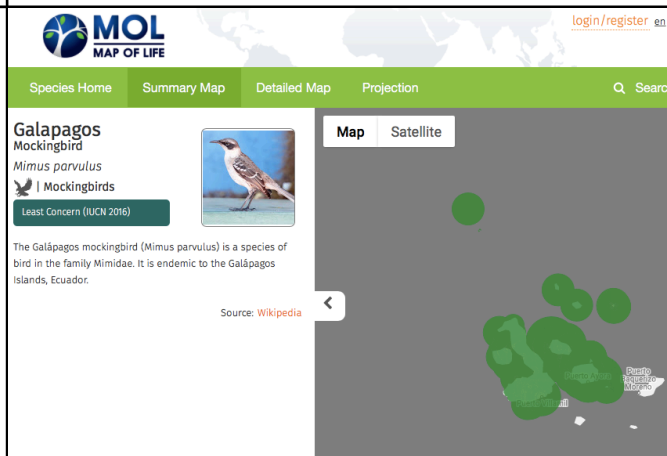 MOL
MAP OF LIFE
login/register en
Species Home Summary Map Detailed Map Projection Searc
Galapagos
Mockingbird
Mimus parvulus
| Mockingbirds
Least Concern (IUCN 2016)
The Galápagos mockingbird (Mimus parvulus) is a species of
bird in the family Mimidae. It is endemic to the Galápagos
Islands, Ecuador.
Source: Wikipedia
Map Satellite
Puerto
Baquerizo
Moreno